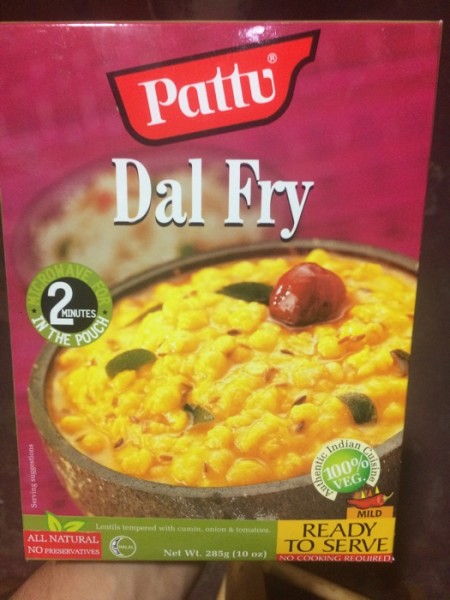 Pattu®
Dal Fry
MICROWAVE FOR
2
MINUTES
IN THE POUCH
Serving suggestions
Authentic Indian Cuisine
100%
VEG.
MILD
Lentils tempered with cumin, onion & tomatoes.
ALL NATURAL
NO PRESERVATIVES
Net Wt. 285g (10 oz)
READY
TO SERVE
NO COOKING REQUIRED